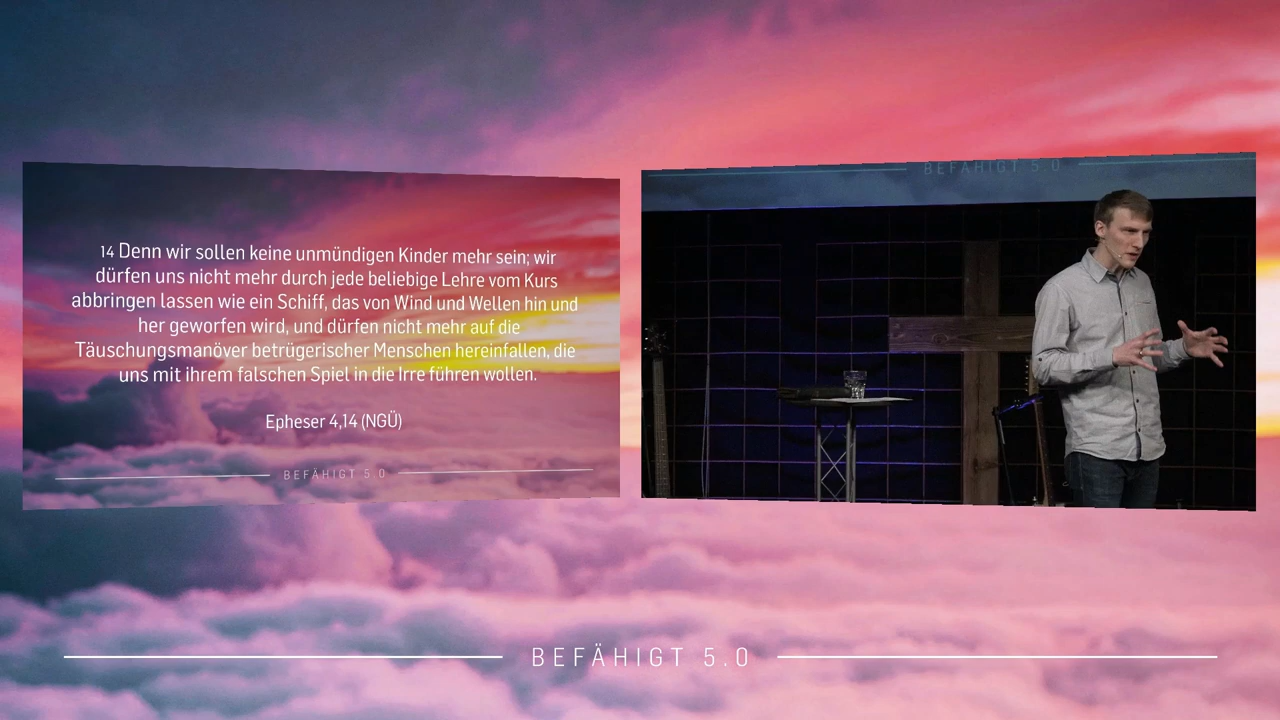 BEFÄHIGT 5.0
14 Denn wir sollen keine unmündigen Kinder mehr sein; wir
dürfen uns nicht mehr durch jede beliebige Lehre vom Kurs
abbringen lassen wie ein Schiff, das von Wind und Wellen hin und
her geworfen wird, und dürfen nicht mehr auf die
Täuschungsmanöver betrügerischer Menschen hereinfallen, die
uns mit ihrem falschen Spiel in die Irre führen wollen.
Epheser 4,14 (NGÜ)
BEFÄHIGT 5.0
BEFÄHIGT 5.0